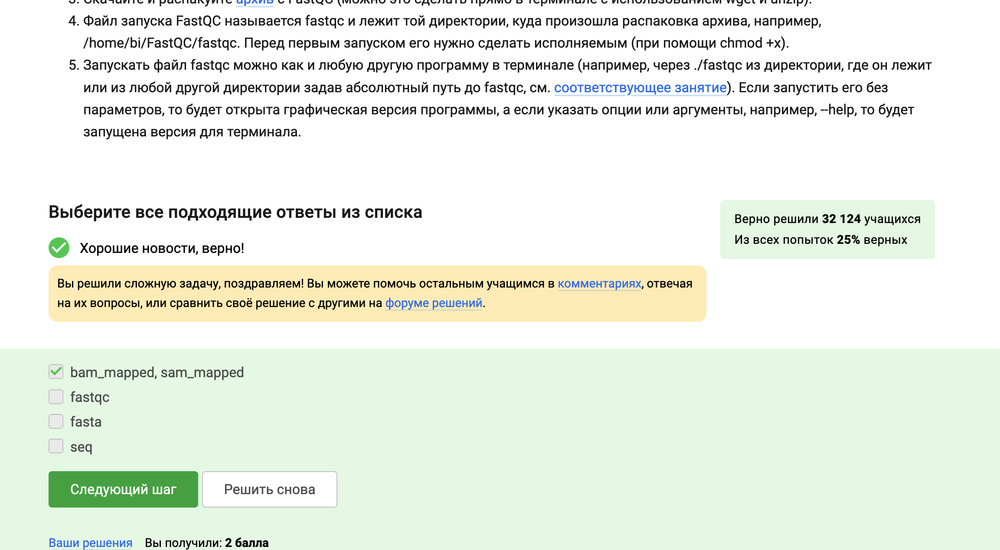 3. Скачайте и распакуйте архив с FastQC (можно это сделать прямо в терминале с использованием wget и unzip).
4. Файл запуска FastQC называется fastqc и лежит той директории, куда произошла распаковка архива, например,
/home/bi/FastQC/fastqc. Перед первым запуском его нужно сделать исполняемым (при помощи chmod +x).
5. Запускать файл fastqc можно как и любую другую программу в терминале (например, через ./fastqc из директории, где он лежит
или из любой другой директории задав абсолютный путь до fastqc, см. соответствующее занятие). Если запустить его без
параметров, то будет открыта графическая версия программы, а если указать опции или аргументы, например, --help, то будет
запущена версия для терминала.
Выберите все подходящие ответы из списка
Верно решили 32 124 учащихся
Из всех попыток 25% верных
Хорошие новости, верно!
Вы решили сложную задачу, поздравляем! Вы можете помочь остальным учащимся в комментариях, отвечая
на их вопросы, или сравнить своё решение с другими на форуме решений.
bam_mapped, sam_mapped
fastqc
fasta
seq
Следующий шаг
Решить снова
Ваши решения Вы получили: 2 балла